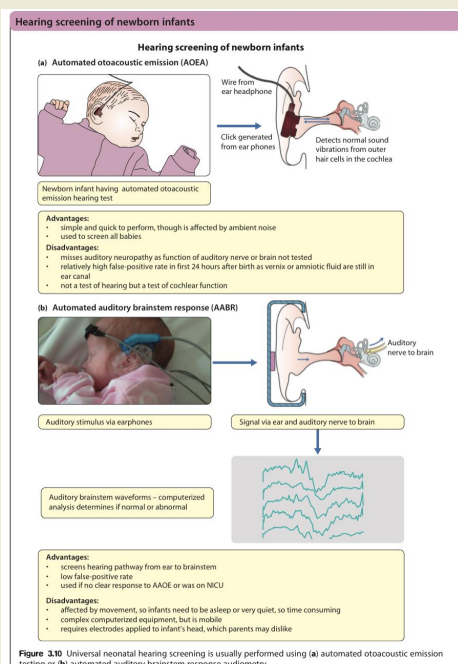 Hearing screening of newborn infants
Hearing screening of newborn infants
(a) Automated otoacoustic emission (AOEA)
Wire from
ear headphone
Click generated
from ear phones
Detects normal sound
vibrations from outer
hair cells in the cochlea
Newborn infant having automated otoacoustic
emission hearing test
Advantages:
• simple and quick to perform, though is affected by ambient noise
• used to screen all babies
Disadvantages:
• misses auditory neuropathy as function of auditory nerve or brain not tested
• relatively high false-positive rate in first 24 hours after birth as vernix or amniotic fluid are still in
ear canal
• not a test of hearing but a test of cochlear function
(b) Automated auditory brainstem response (AABR)
Auditory
nerve to brain
Auditory stimulus via earphones
Signal via ear and auditory nerve to brain
Auditory brainstem waveforms – computerized
analysis determines if normal or abnormal
Advantages:
• screens hearing pathway from ear to brainstem
• low false-positive rate
• used if no clear response to AAOE or was on NICU
Disadvantages:
• affected by movement, so infants need to be asleep or very quiet, so time consuming
• complex computerized equipment, but is mobile
• requires electrodes applied to infant's head, which parents may dislike
Figure 3.10 Universal neonatal hearing screening is usually performed using (a) automated otoacoustic emission
testing or (b) automated auditory brainstem response audiometry